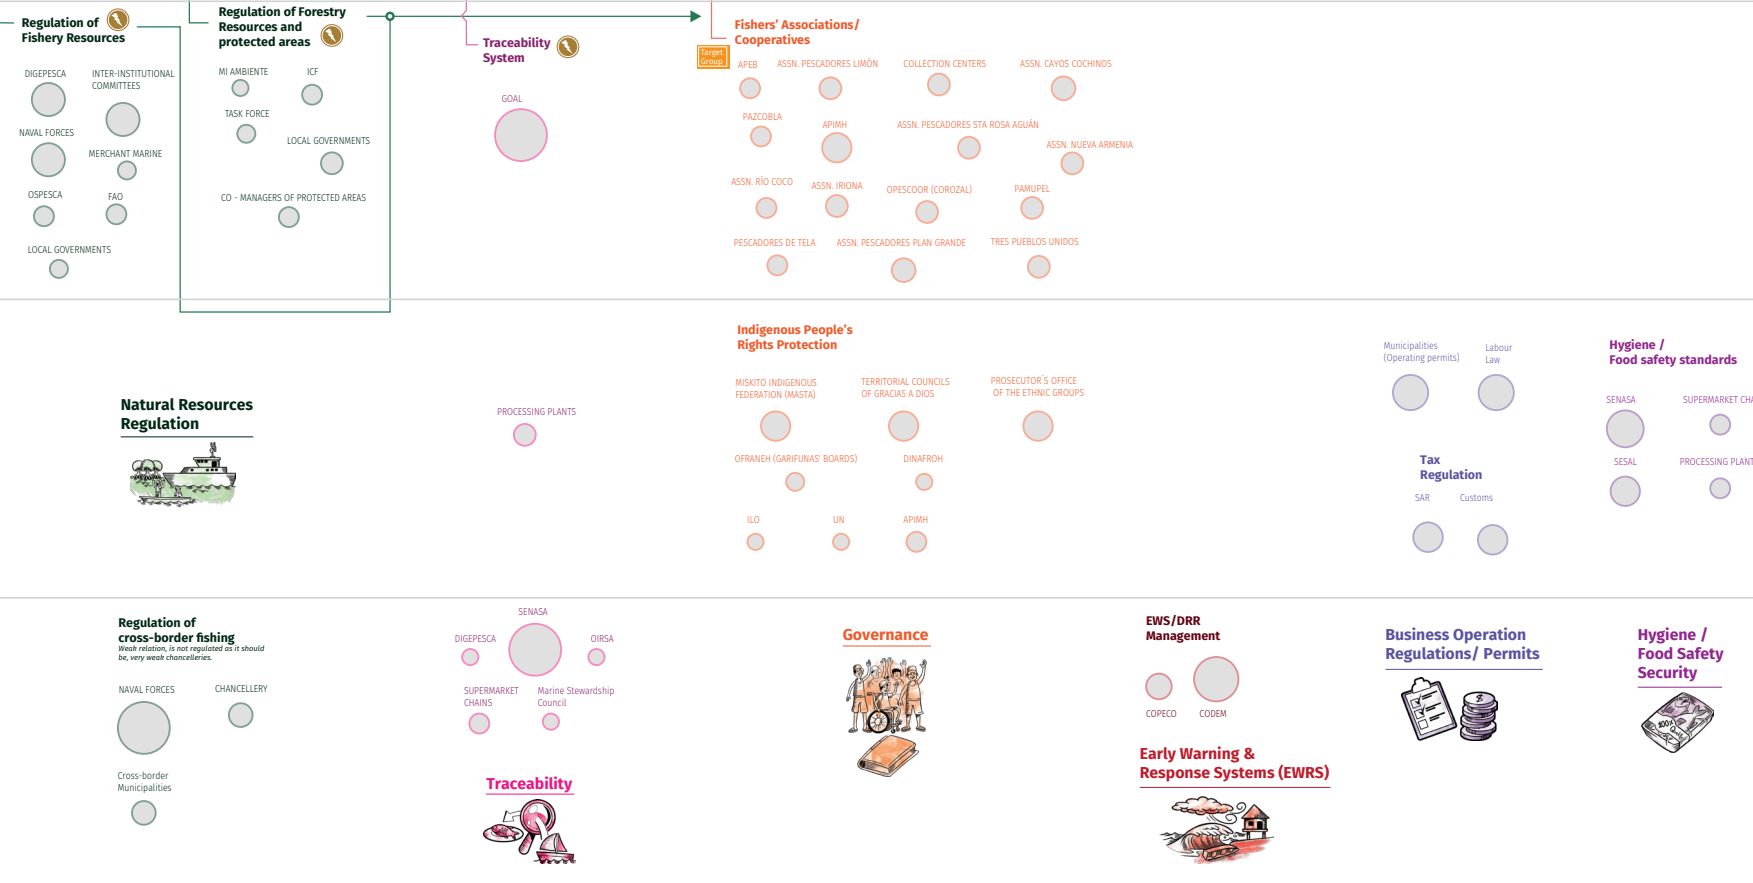 Regulation of
Fishery Resources
DIGEPESCA
INTER-INSTITUTIONAL
COMMITTEES
NAVAL FORCES
MERCHANT MARINE
OSPESCA
FAO
LOCAL GOVERNMENTS
Regulation of Forestry
Resources and
protected areas
MI AMBIENTE
ICF
TASK FORCE
LOCAL GOVERNMENTS
CO - MANAGERS OF PROTECTED AREAS
Traceability
System
GOAL
Target
Group
Fishers' Associations/
Cooperatives
APEB
ASSN. PESCADORES LIMÓN
COLLECTION CENTERS
ASSN. CAYOS COCHINOS
PAZCOBLA
APIMH
ASSN. PESCADORES STA ROSA AGUÁN
ASSN. NUEVA ARMENIA
ASSN. RÍO COCO
ASSN. IRIONA
OPESCOOR (COROZAL)
PAMUPEL
PESCADORES DE TELA
ASSN. PESCADORES PLAN GRANDE
TRES PUEBLOS UNIDOS
Natural Resources
Regulation
PROCESSING PLANTS
Indigenous People's
Rights Protection
MISKITO INDIGENOUS
FEDERATION (MASTA)
TERRITORIAL COUNCILS
OF GRACIAS A DIOS
PROSECUTOR´S OFFICE
OF THE ETHNIC GROUPS
OFRANEH (GARIFUNAS' BOARDS)
DINAFROH
ILO
UN
APIMH
Municipalities
(Operating permits)
Labour
Law
Tax
Regulation
SAR
Customs
Hygiene /
Food safety standards
SENASA
SUPERMARKET CHA
SESAL
PROCESSING PLANT
Regulation of
cross-border fishing
Weak relation, is not regulated as it should
be, very weak chancelleries.
NAVAL FORCES
CHANCELLERY
Cross-border
Municipalities
SENASA
DIGEPESCA
OIRSA
SUPERMARKET
CHAINS
Marine Stewardship
Council
Traceability
Governance
EWS/DRR
Management
COPECO
CODEM
Early Warning &
Response Systems (EWRS)
Business Operation
Regulations/ Permits
Hygiene /
Food Safety
Security